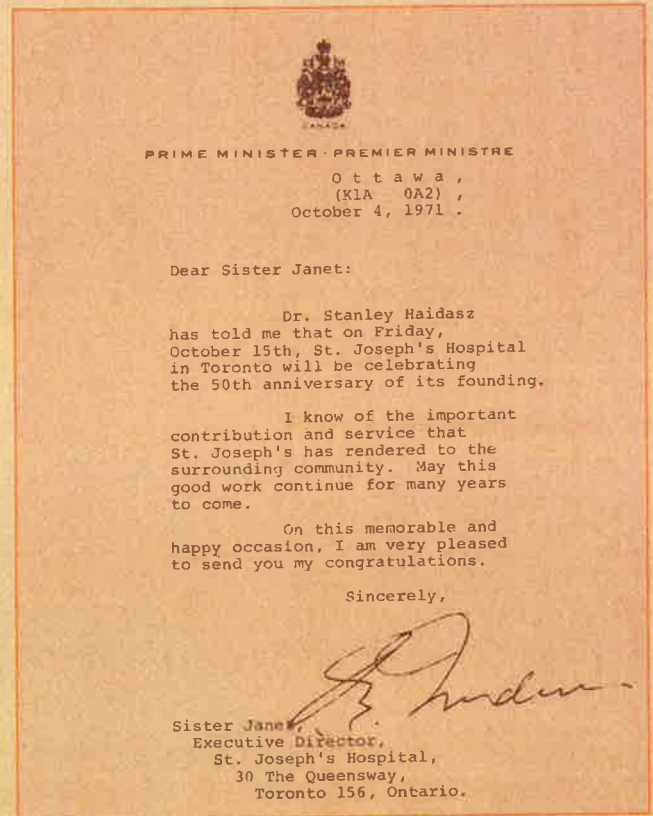 CANADA
PRIME MINISTER · PREMIER MINISTRE
Ottawa,
(K1A 0A2) ,
October 4, 1971 .
Dear Sister Janet:
Dr. Stanley Haidasz
has told me that on Friday,
October 15th, St. Joseph's Hospital
in Toronto will be celebrating
the 50th anniversary of its founding.
I know of the important
contribution and service that
St. Joseph's has rendered to the
surrounding community. May this
good work continue for many years
to come.
On this memorable and
happy occasion, I am very pleased
to send you my congratulations.
Sincerely,
Sister Janet,
Executive Director,
St. Joseph's Hospital,
30 The Queensway,
Toronto 156, Ontario.